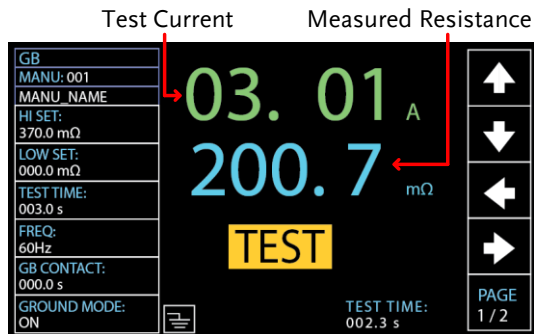 Test Current
Measured Resistance
GB
MANU: 001
MANU_NAME
HI SET:
370.0 mΩ
LOW SET:
000.0 mΩ
TEST TIME:
003.0 s
FREQ:
60Hz
GB CONTACT:
000.0 s
GROUND MODE:
ON
03. 01 A
200. 7 mΩ
TEST
TEST TIME:
002.3 s
PAGE
1 / 2